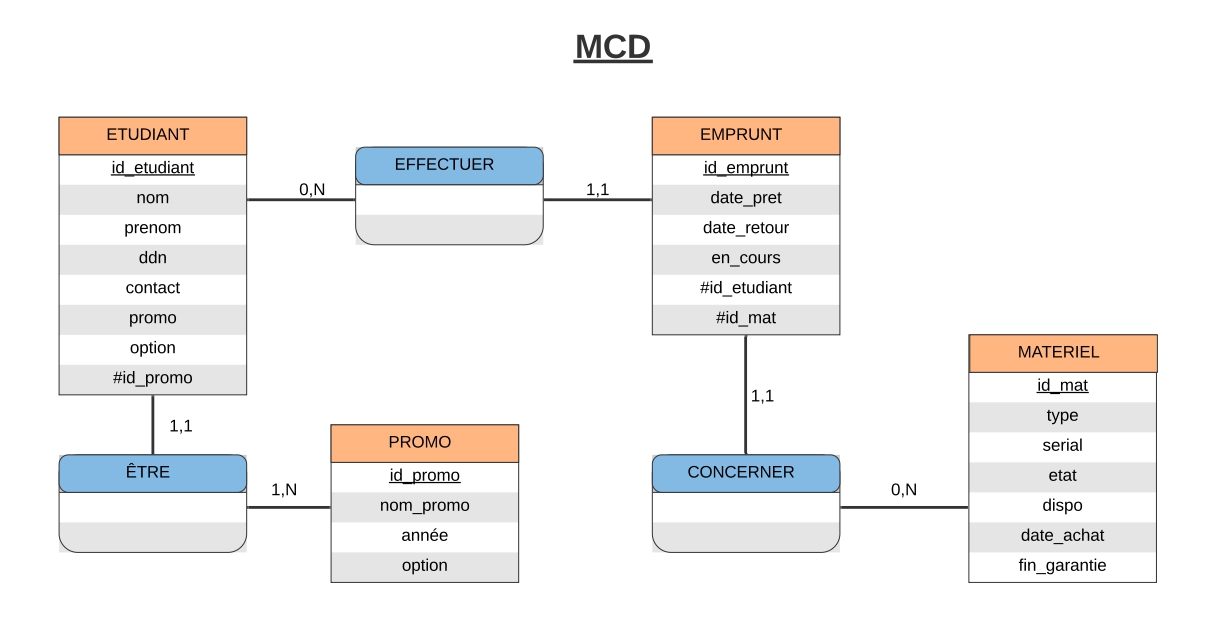 MCD
ETUDIANT
id_etudiant
nom
prenom
ddn
contact
promo
option
#id_promo
0,N
EFFECTUER
1,1
EMPRUNT
id_emprunt
date_pret
date_retour
en_cours
#id_etudiant
#id_mat
1,1
ÊTRE
1,N
PROMO
id_promo
nom_promo
année
option
1,1
CONCERNER
0,N
MATERIEL
id_mat
type
serial
etat
dispo
date_achat
fin_garantie